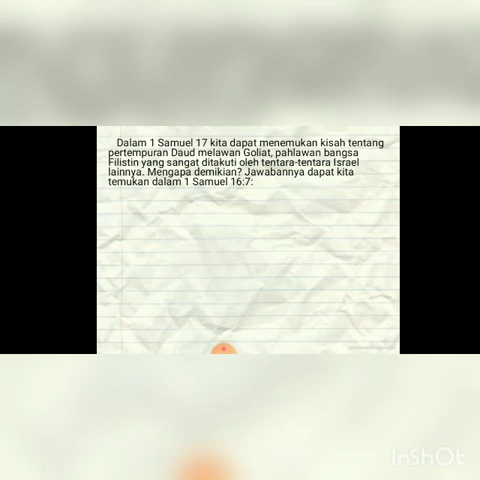 Dalam 1 Samuel 17 kita dapat menemukan kisah tentang
pertempuran Daud melawan Goliat, pahlawan bangsa
Filistin yang sangat ditakuti oleh tentara-tentara Israel
lainnya. Mengapa demikian? Jawabannya dapat kita
temukan dalam 1 Samuel 16:7:
InShOt